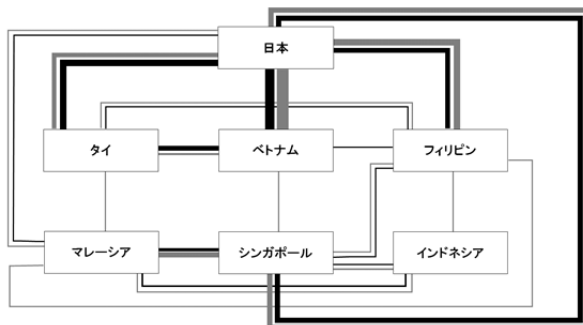 日本
タイ
ベトナム
フィリピン
マレーシア
シンガポール
インドネシア